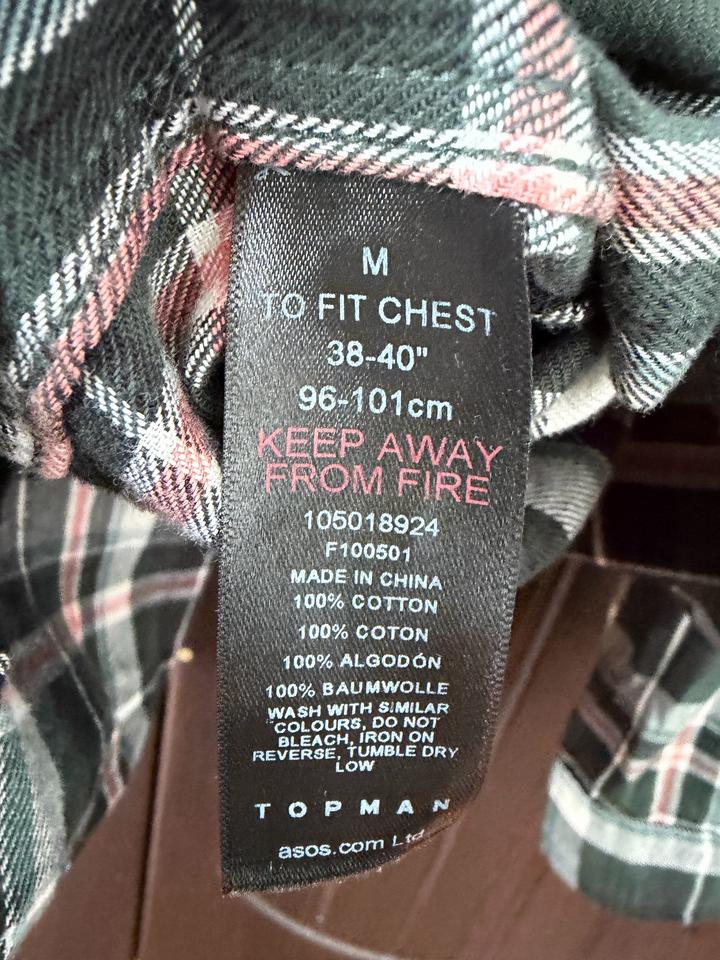 M
TO FIT CHEST
38-40"
96-101cm
KEEP AWAY
FROM FIRE
105018924
F100501
MADE IN CHINA
100% COTTON
100% COTON
100% ALGODÓN
100% BAUMWOLLE
WASH WITH SIMILAR
COLOURS, DO NOT
BLEACH, IRON ON
REVERSE, TUMBLE DRY
LOW
TOPMAN
asos.com Ltd